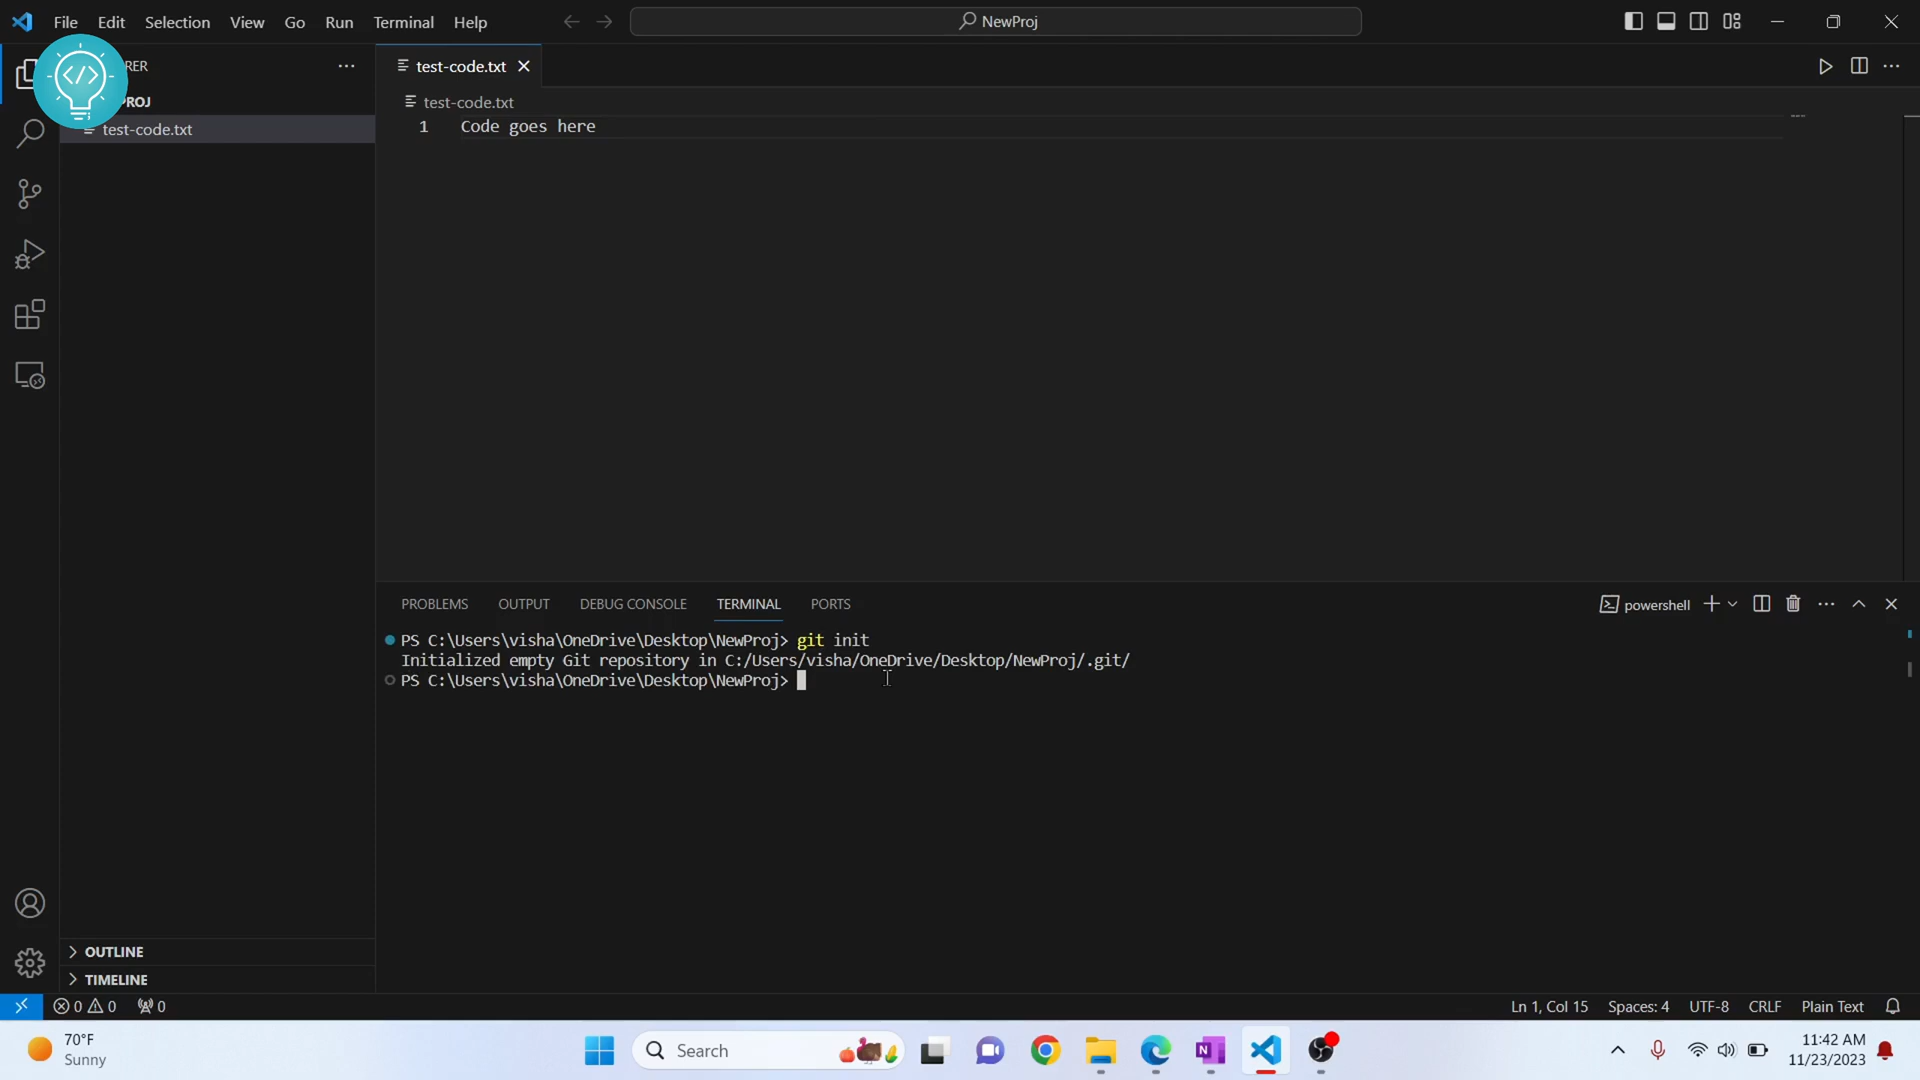 File Edit Selection View Go Run Terminal Help
NewProj
RER
test-code.txt
PROJ
test-code.txt
test-code.txt
1 Code goes here
PROBLEMS OUTPUT DEBUG CONSOLE TERMINAL PORTS
powershell
PS C:\Users\visha\OneDrive\Desktop\NewProj> git init
Initialized empty Git repository in C:/Users/visha/OneDrive/Desktop/NewProj/.git/
PS C:\Users\visha\OneDrive\Desktop\NewProj>
OUTLINE
TIMELINE
0 0 0
Ln 1, Col 15 Spaces: 4 UTF-8 CRLF Plain Text
70°F
Sunny
Search
11:42 AM
11/23/2023